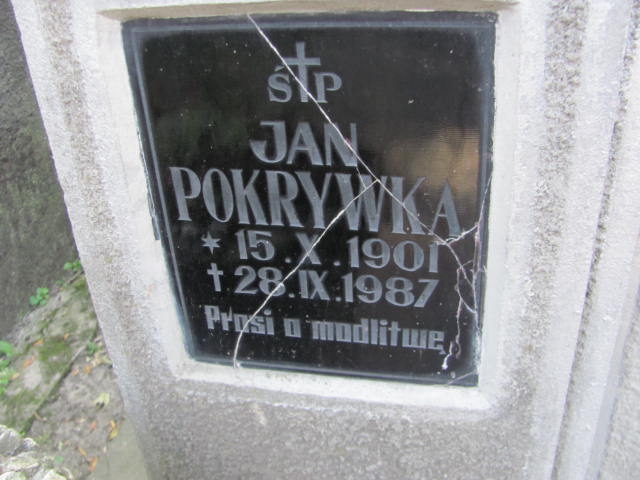 ŚP
JAN
POKRYWKA
* 15.X.1901
† 28.IX.1987
Prosi o modlitwę